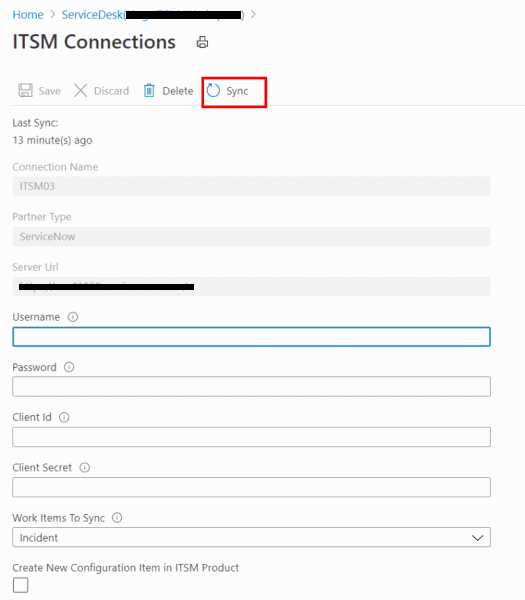 Home > ServiceDesk( ) >
ITSM Connections
Save Discard Delete Sync
Last Sync:
13 minute(s) ago
Connection Name
ITSM03
Partner Type
ServiceNow
Server Url
Username
Password
Client Id
Client Secret
Work Items To Sync
Incident
Create New Configuration Item in ITSM Product